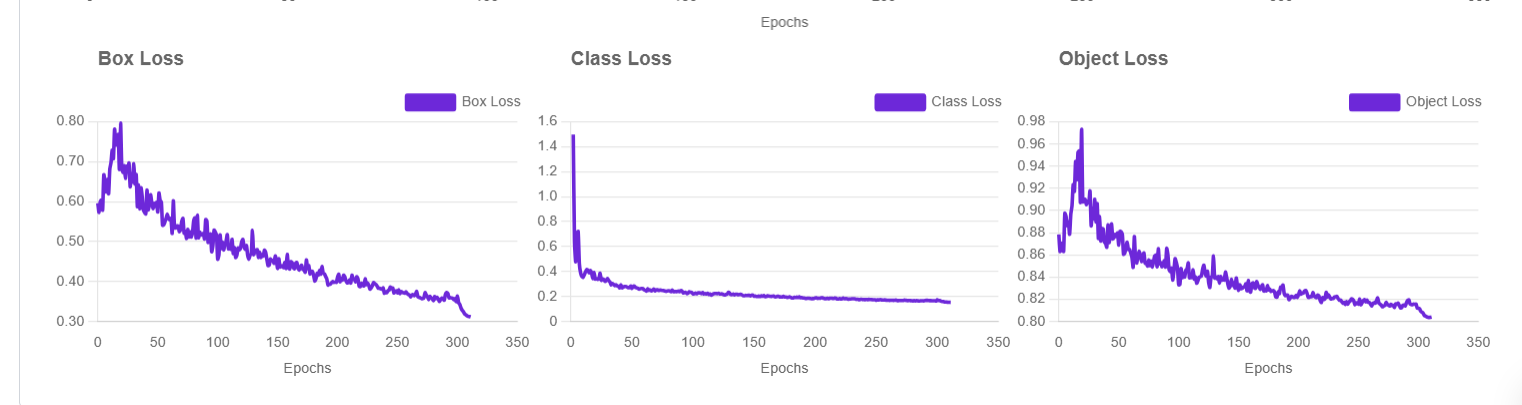 Epochs
Box Loss
Class Loss
Object Loss
Box Loss
Class Loss
Object Loss
0.80
0.70
0.60
0.50
0.40
0.30
0 50 100 150 200 250 300 350
Epochs
1.6
1.4
1.2
1.0
0.8
0.6
0.4
0.2
0
0 50 100 150 200 250 300 350
Epochs
0.98
0.96
0.94
0.92
0.90
0.88
0.86
0.84
0.82
0.80
0 50 100 150 200 250 300 350
Epochs